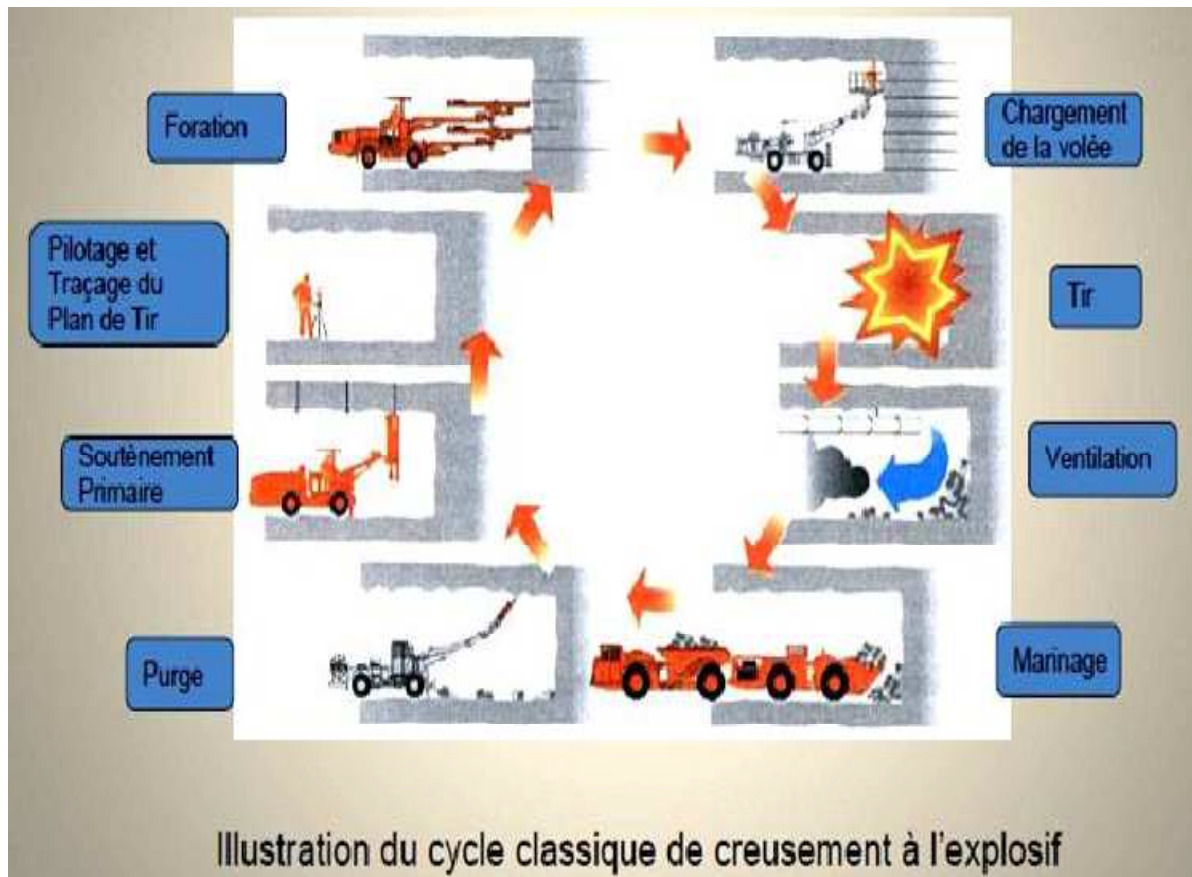 Foration
Chargement
de la volée
Pilotage et
Traçage du
Plan de Tir
Tir
Soutènement
Primaire
Ventilation
Purge
Marinage
Illustration du cycle classique de creusement à l'explosif